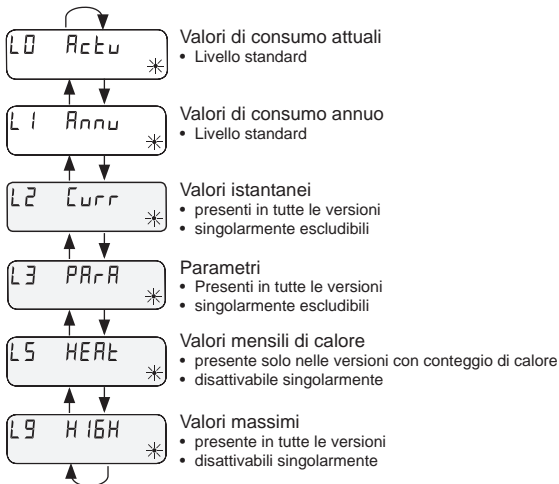 L0 Actu
Valori di consumo attuali
• Livello standard
L1 Annu
Valori di consumo annuo
• Livello standard
L2 Curr
Valori istantanei
• presenti in tutte le versioni
• singolarmente escludibili
L3 PArA
Parametri
• Presenti in tutte le versioni
• singolarmente escludibili
L5 HEAt
Valori mensili di calore
• presente solo nelle versioni con conteggio di calore
• disattivabile singolarmente
L9 HIGH
Valori massimi
• presente in tutte le versioni
• disattivabili singolarmente